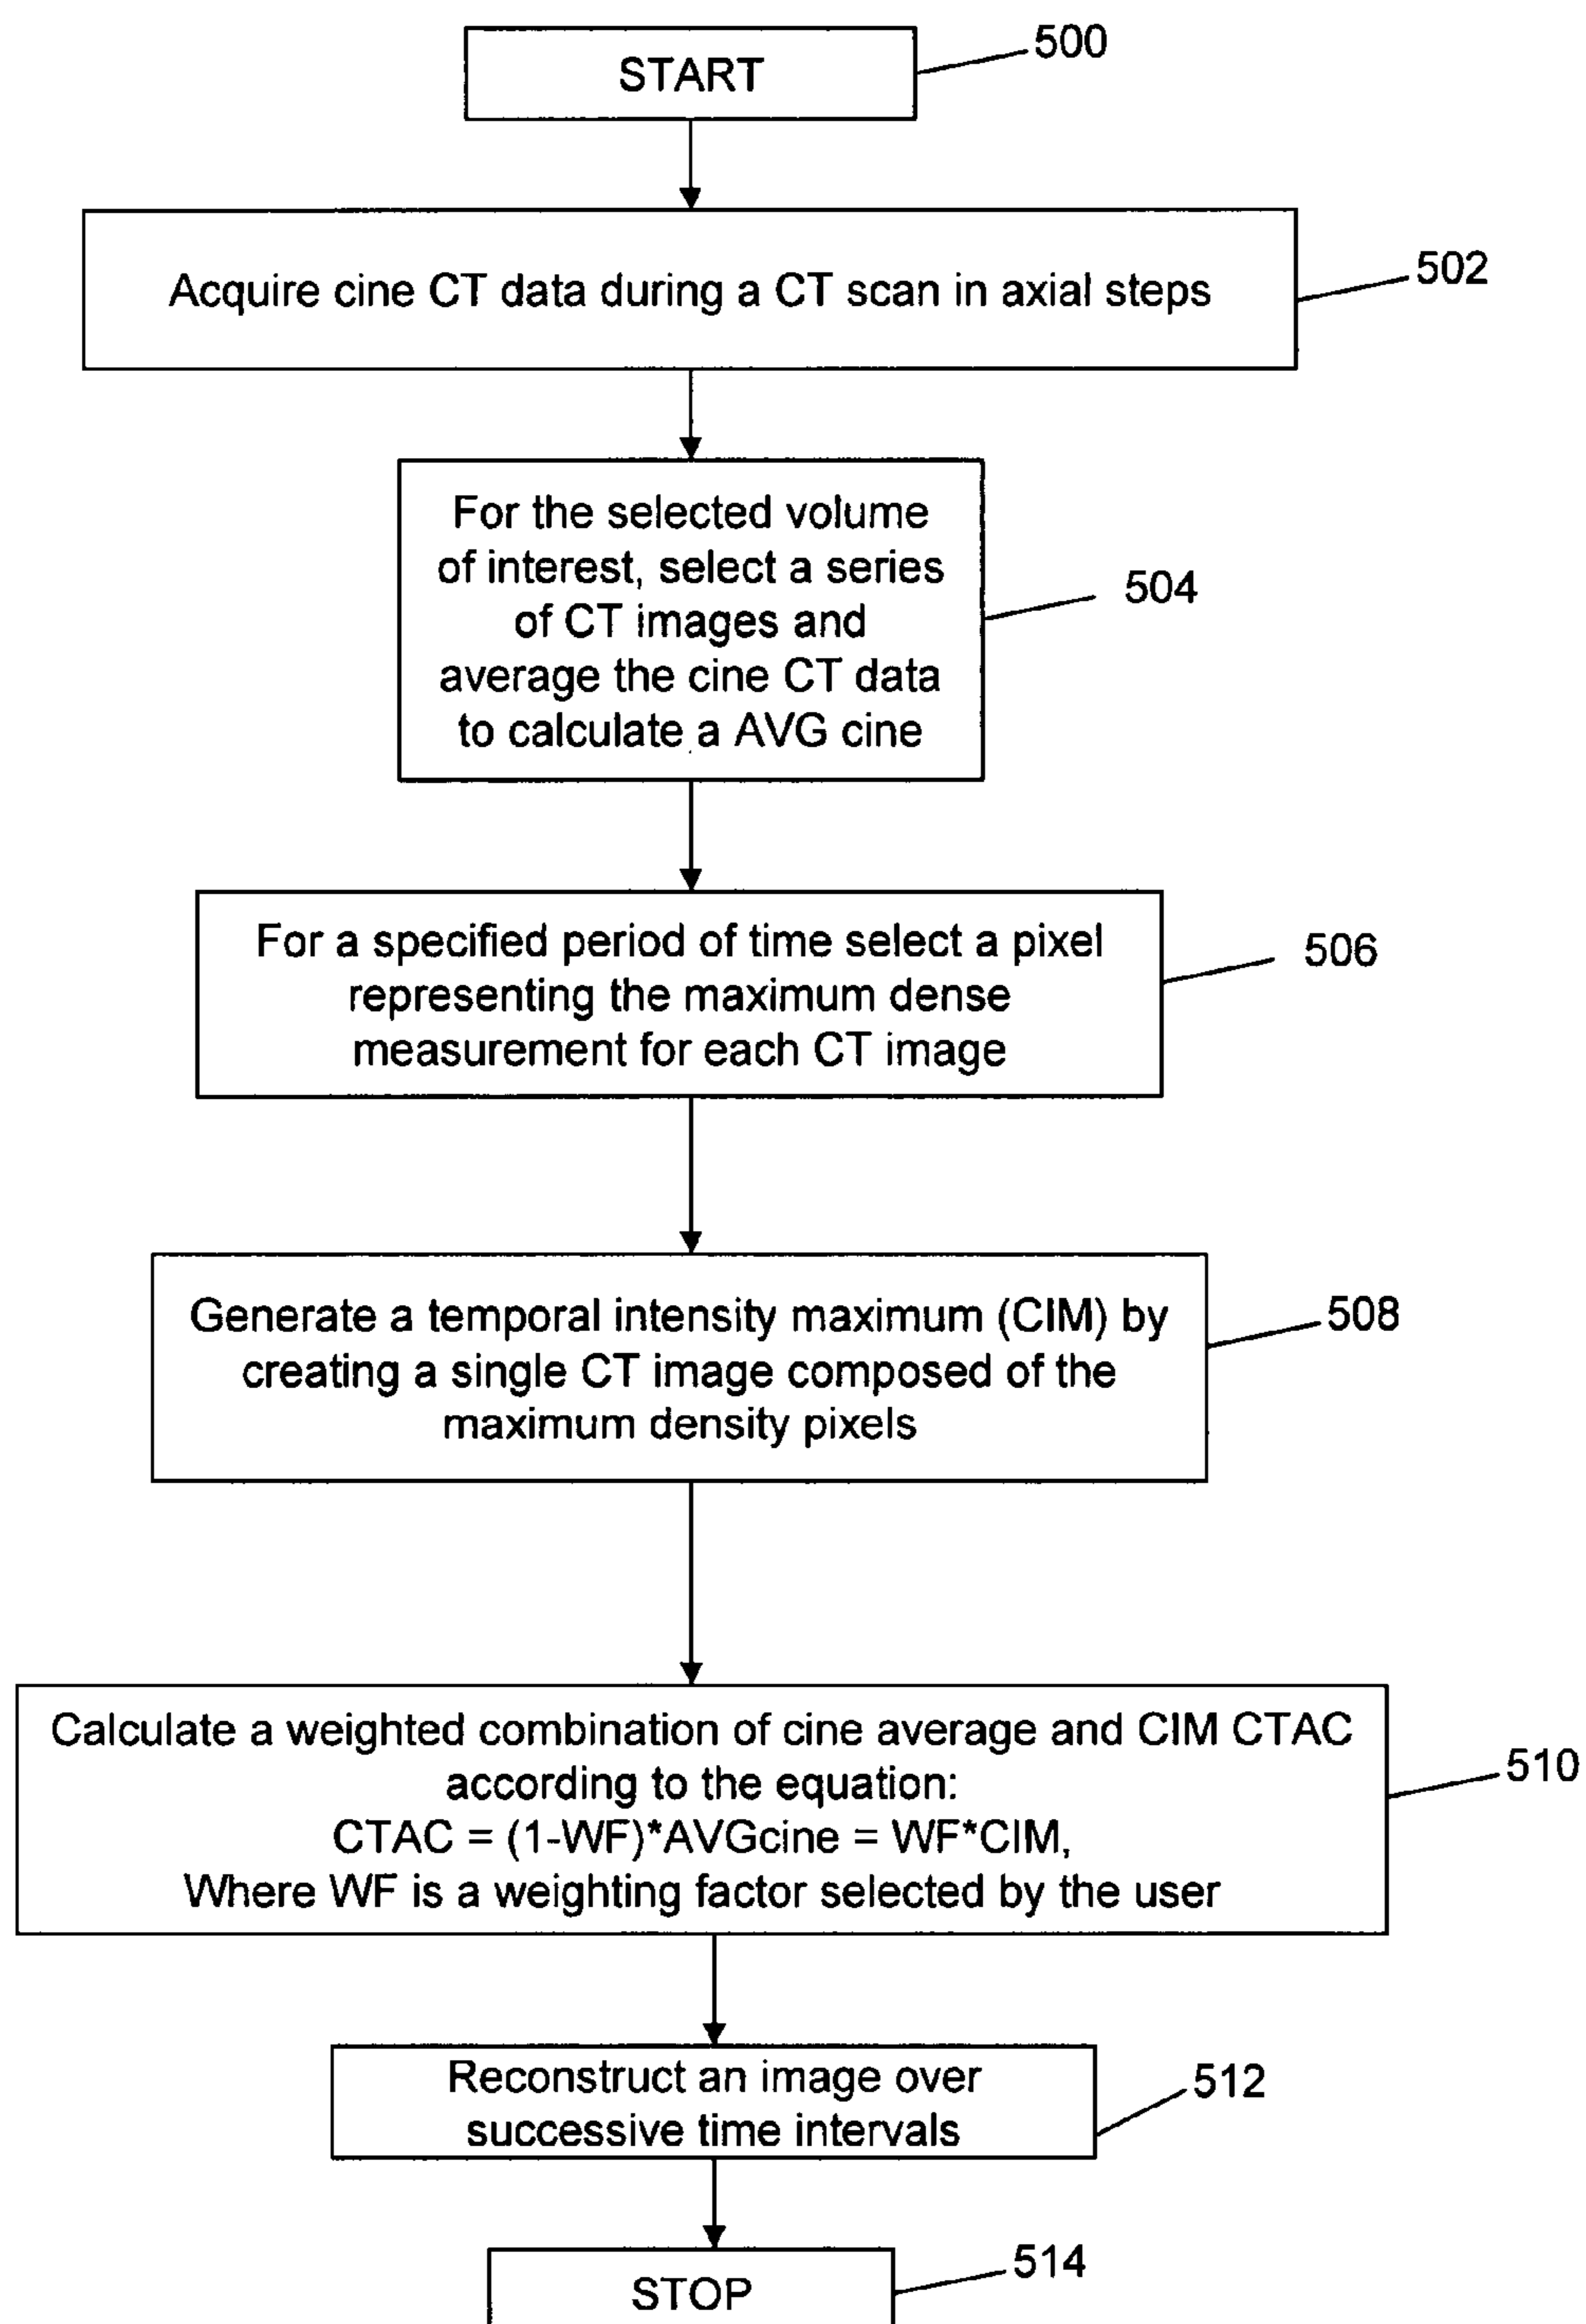 START
500
Acquire cine CT data during a CT scan in axial steps
502
For the selected volume
of interest, select a series
of CT images and
average the cine CT data
to calculate a AVG cine
504
For a specified period of time select a pixel
representing the maximum dense
measurement for each CT image
506
Generate a temporal intensity maximum (CIM) by
creating a single CT image composed of the
maximum density pixels
508
Calculate a weighted combination of cine average and CIM CTAC
according to the equation:
CTAC = (1-WF)*AVGcine = WF*CIM,
Where WF is a weighting factor selected by the user
510
Reconstruct an image over
successive time intervals
512
STOP
514